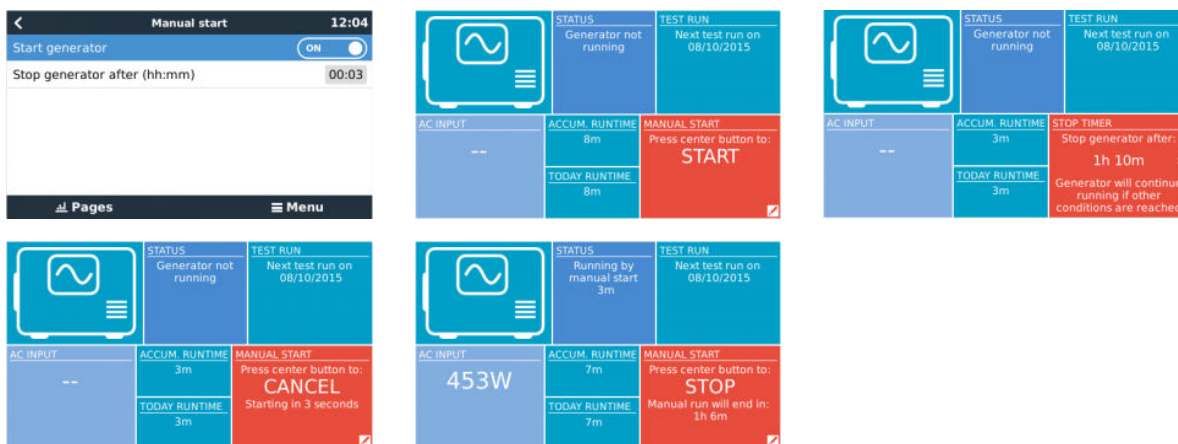 Manual start 12:04
Start generator ON
Stop generator after (hh:mm) 00:03
Pages Menu
STATUS
Generator not
running
TEST RUN
Next test run on
08/10/2015
AC INPUT
--
ACCUM. RUNTIME
8m
TODAY RUNTIME
8m
MANUAL START
Press center button to:
START
STATUS
Generator not
running
TEST RUN
Next test run on
08/10/2015
AC INPUT
--
ACCUM. RUNTIME
3m
TODAY RUNTIME
3m
STOP TIMER
Stop generator after:
1h 10m
Generator will continue
running if other
conditions are reached
STATUS
Generator not
running
TEST RUN
Next test run on
08/10/2015
AC INPUT
--
ACCUM. RUNTIME
3m
TODAY RUNTIME
3m
MANUAL START
Press center button to:
CANCEL
Starting in 3 seconds
STATUS
Running by
manual start
3m
TEST RUN
Next test run on
08/10/2015
AC INPUT
453W
ACCUM. RUNTIME
7m
TODAY RUNTIME
7m
MANUAL START
Press center button to:
STOP
Manual run will end in:
1h 6m